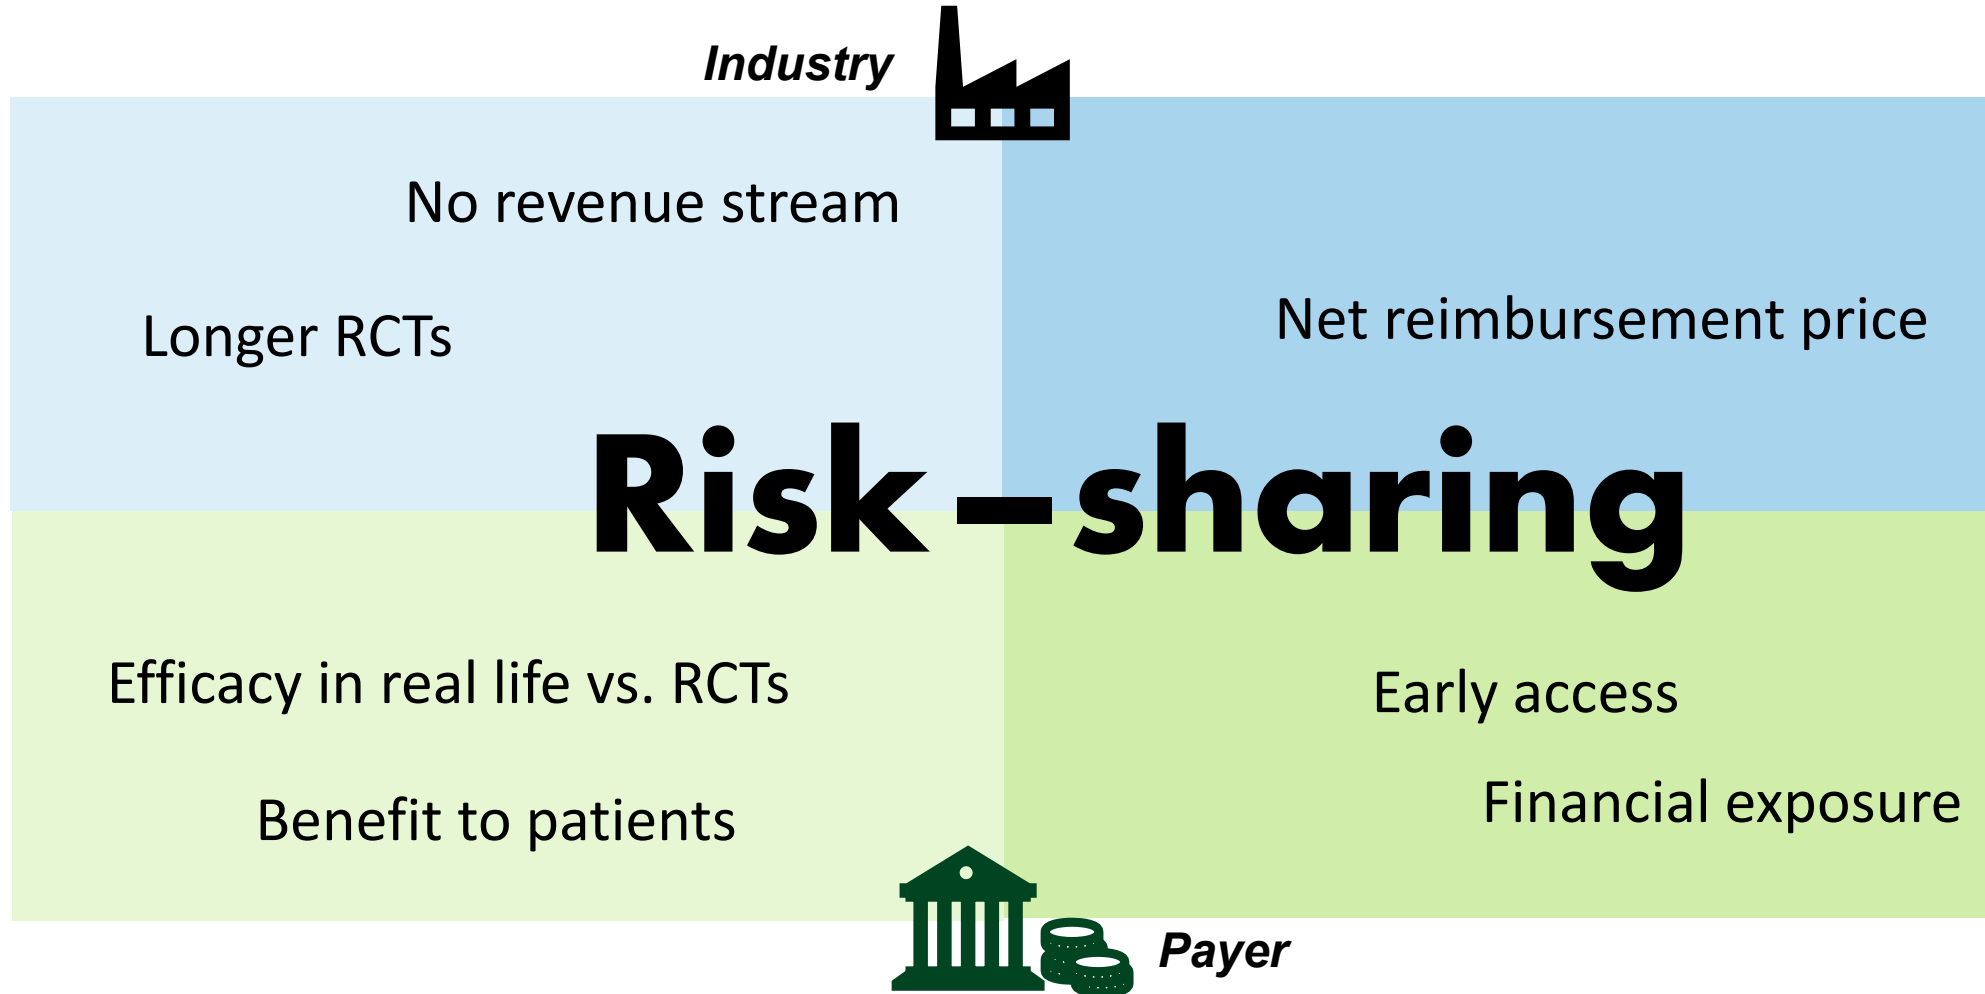 Industry
No revenue stream
Longer RCTs
Net reimbursement price
Risk–sharing
Efficacy in real life vs. RCTs
Early access
Benefit to patients
Financial exposure
Payer